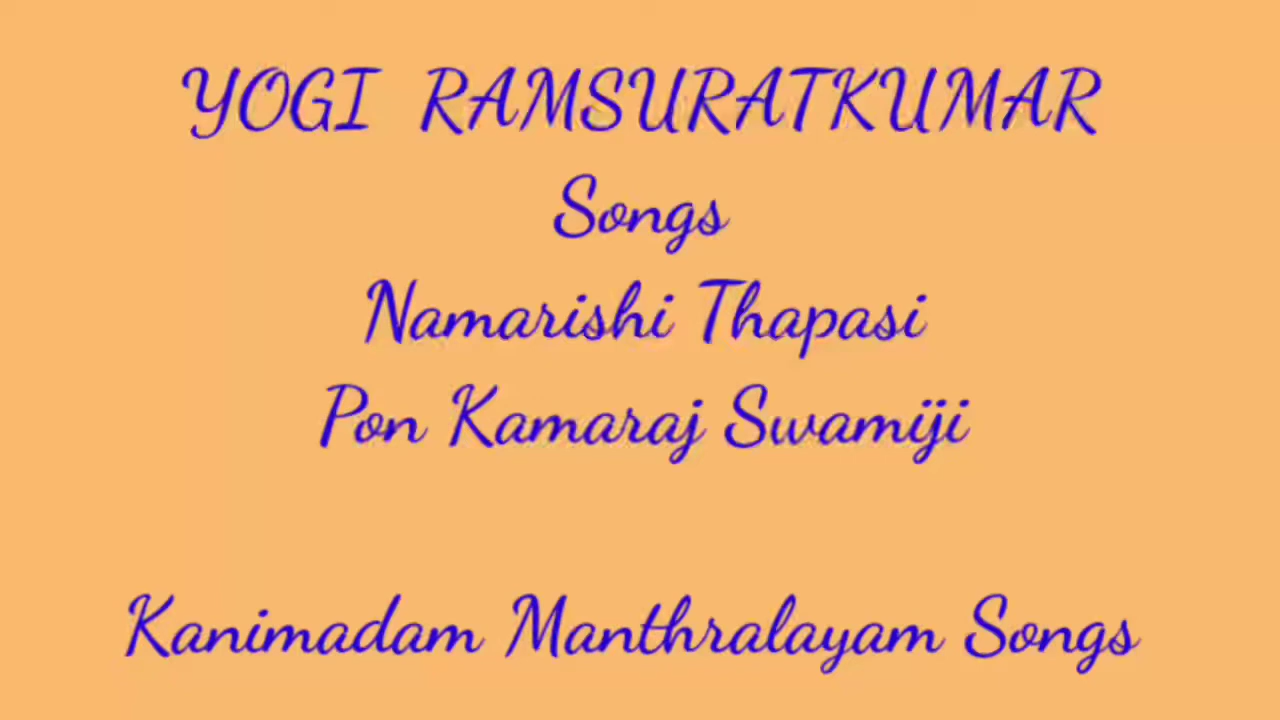 YOGI RAMSURATKUMAR
Songs
Namarishi Thapasi
Pon Kamaraj Swamiji
Kanimadam Manthralayam Songs